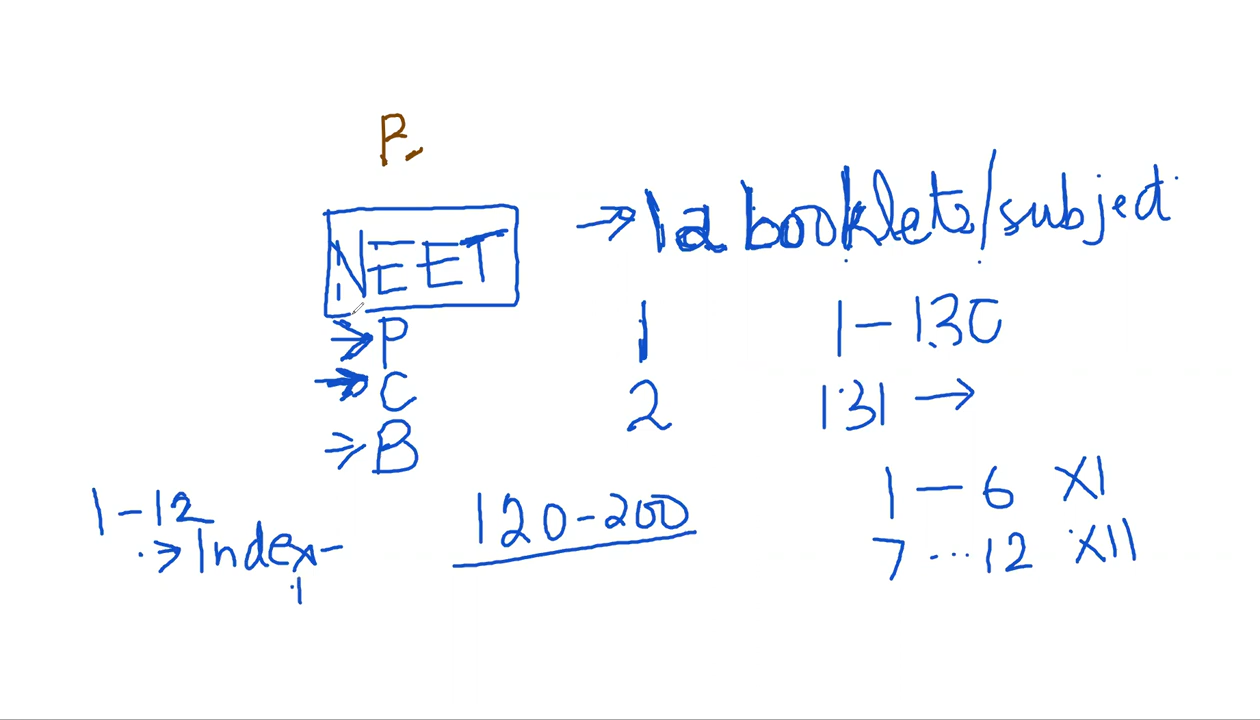 P
NEET
→ 12 booklets/subject
→ P
1 1-130
→ C
2 131 →
⇒ B
1-12
→ Index-
120-200
1 - 6 XI
7 ... 12 XII